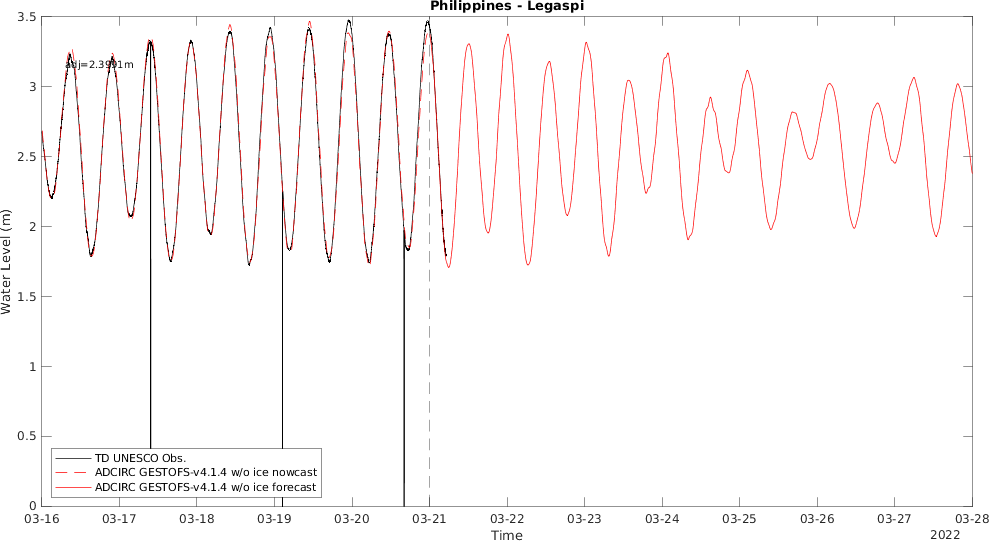 Philippines - Legaspi
3.5
3
2.5
2
1.5
1
0.5
0
Water Level (m)
adj=2.3991m
TD UNESCO Obs.
ADCIRC GESTOFS-v4.1.4 w/o ice nowcast
ADCIRC GESTOFS-v4.1.4 w/o ice forecast
03-16 03-17 03-18 03-19 03-20 03-21 03-22 03-23 03-24 03-25 03-26 03-27 03-28
Time
2022